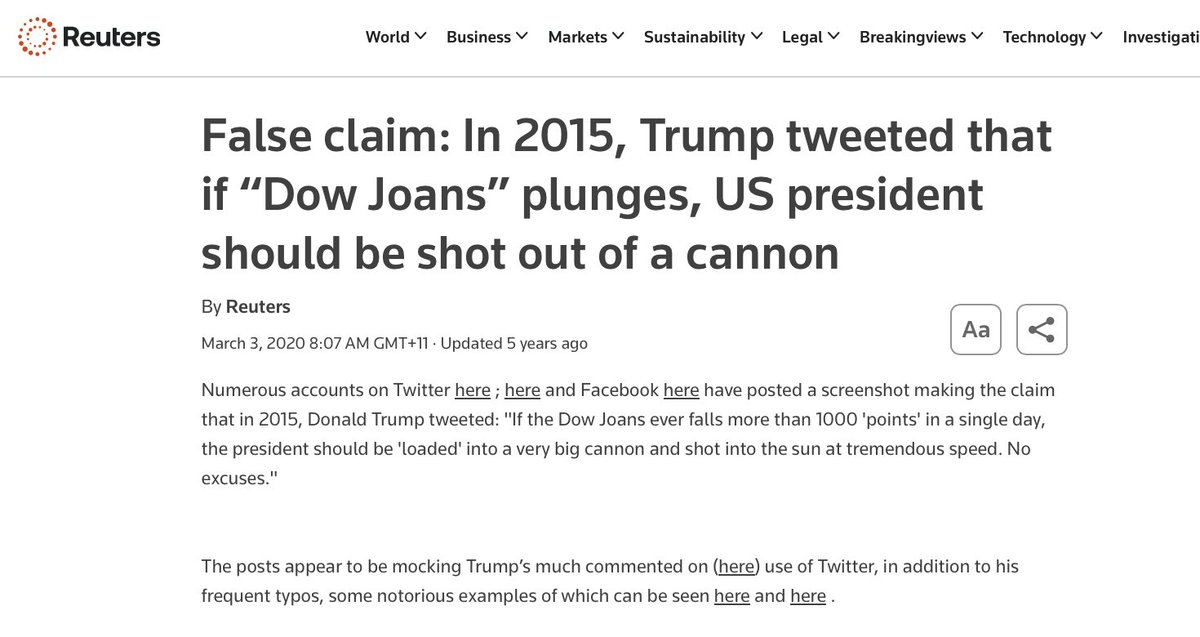 Reuters
World Business Markets Sustainability Legal Breakingviews Technology Investigati
False claim: In 2015, Trump tweeted that
if “Dow Joans” plunges, US president
should be shot out of a cannon
By Reuters
March 3, 2020 8:07 AM GMT+11 · Updated 5 years ago
Aa
Numerous accounts on Twitter here ; here and Facebook here have posted a screenshot making the claim
that in 2015, Donald Trump tweeted: "If the Dow Joans ever falls more than 1000 'points' in a single day,
the president should be 'loaded' into a very big cannon and shot into the sun at tremendous speed. No
excuses."
The posts appear to be mocking Trump’s much commented on (here) use of Twitter, in addition to his
frequent typos, some notorious examples of which can be seen here and here .